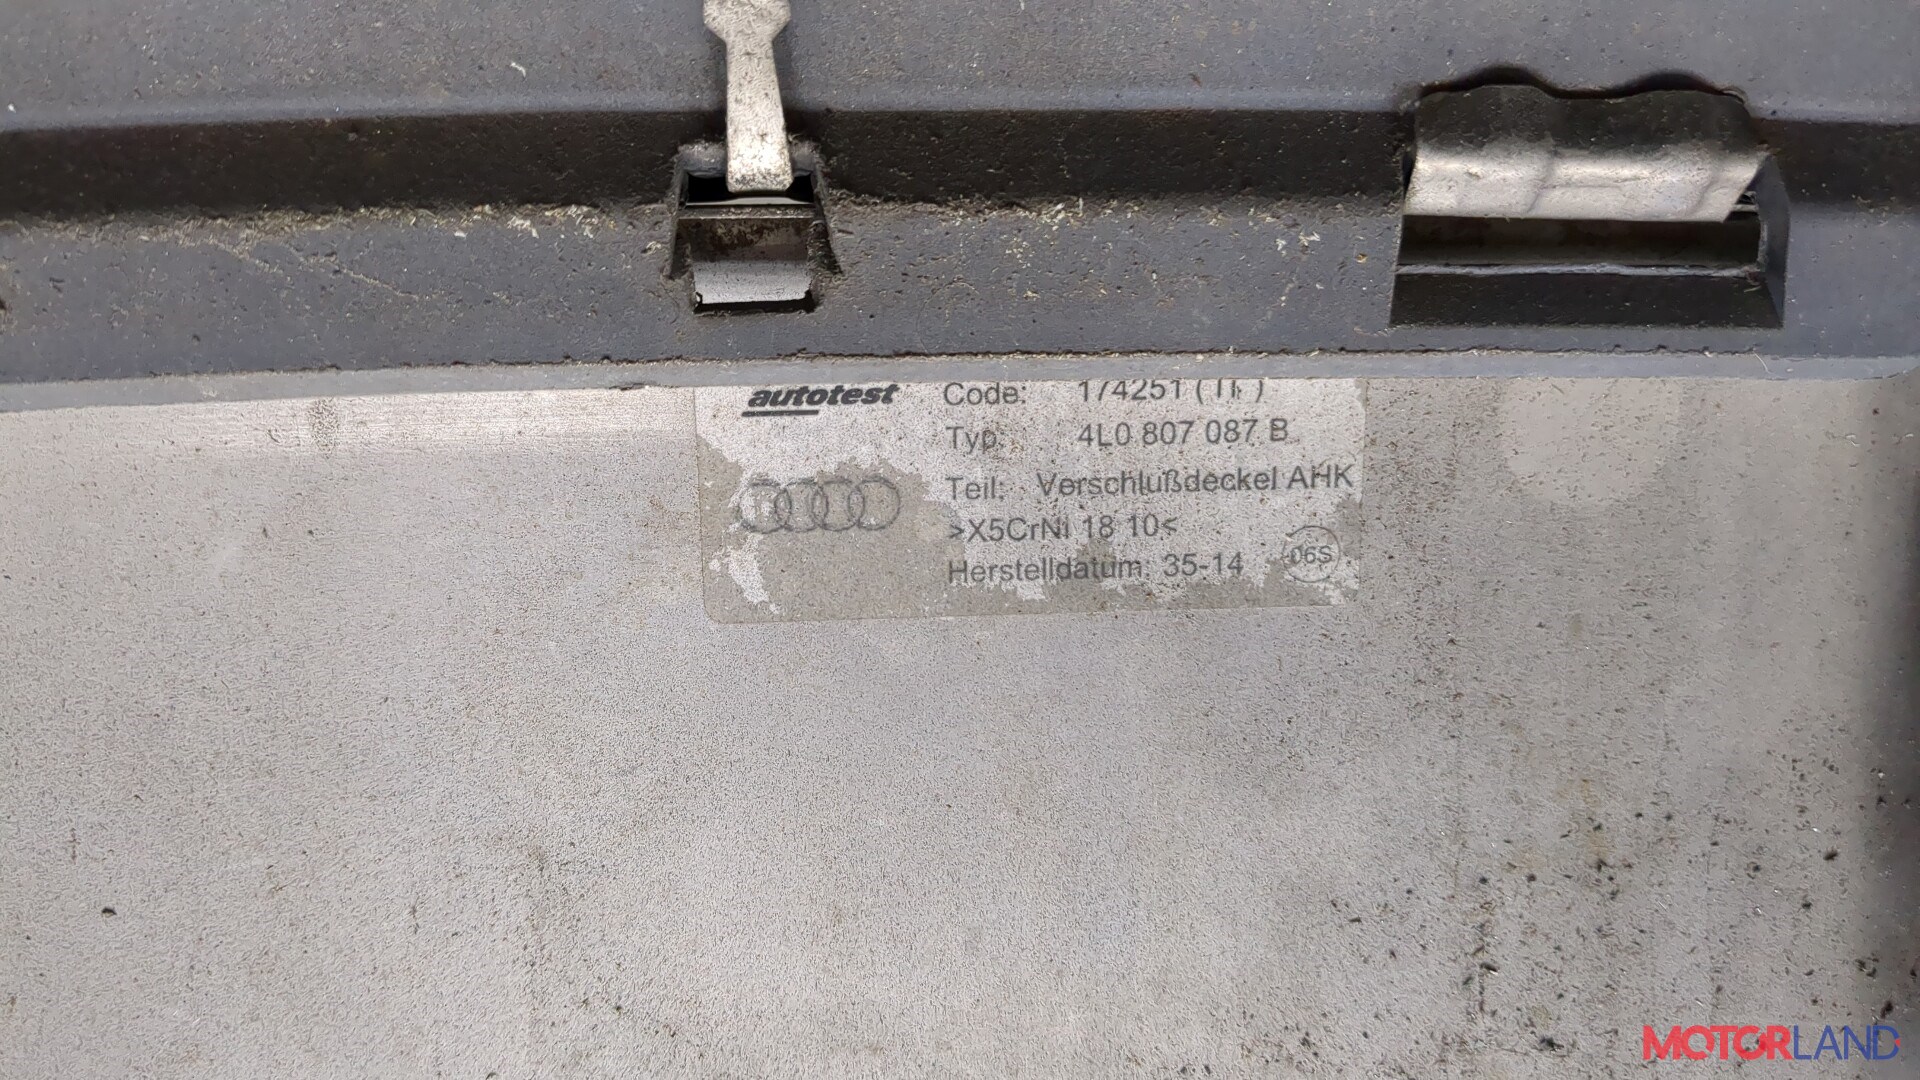 autotest
Code: 174251 (TF)
Typ: 4L0 807 087 B
Teil: Verschlußdeckel AHK
>X5CrNi 18 10<
Herstelldatum: 35-14
06S
MOTORLAND